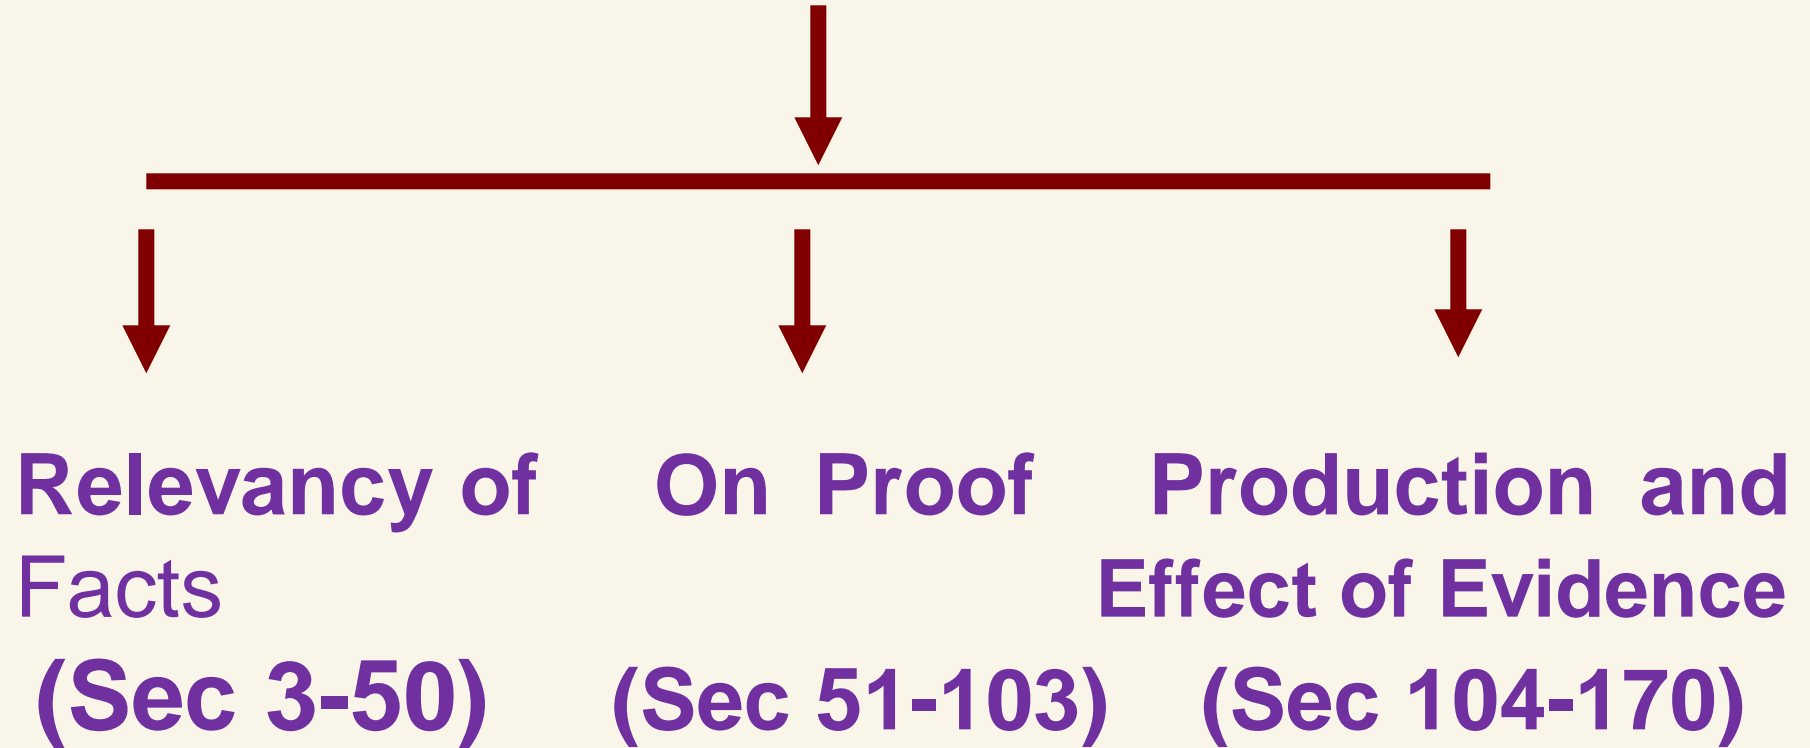 Relevancy of On Proof Production and
Facts Effect of Evidence
(Sec 3-50) (Sec 51-103) (Sec 104-170)